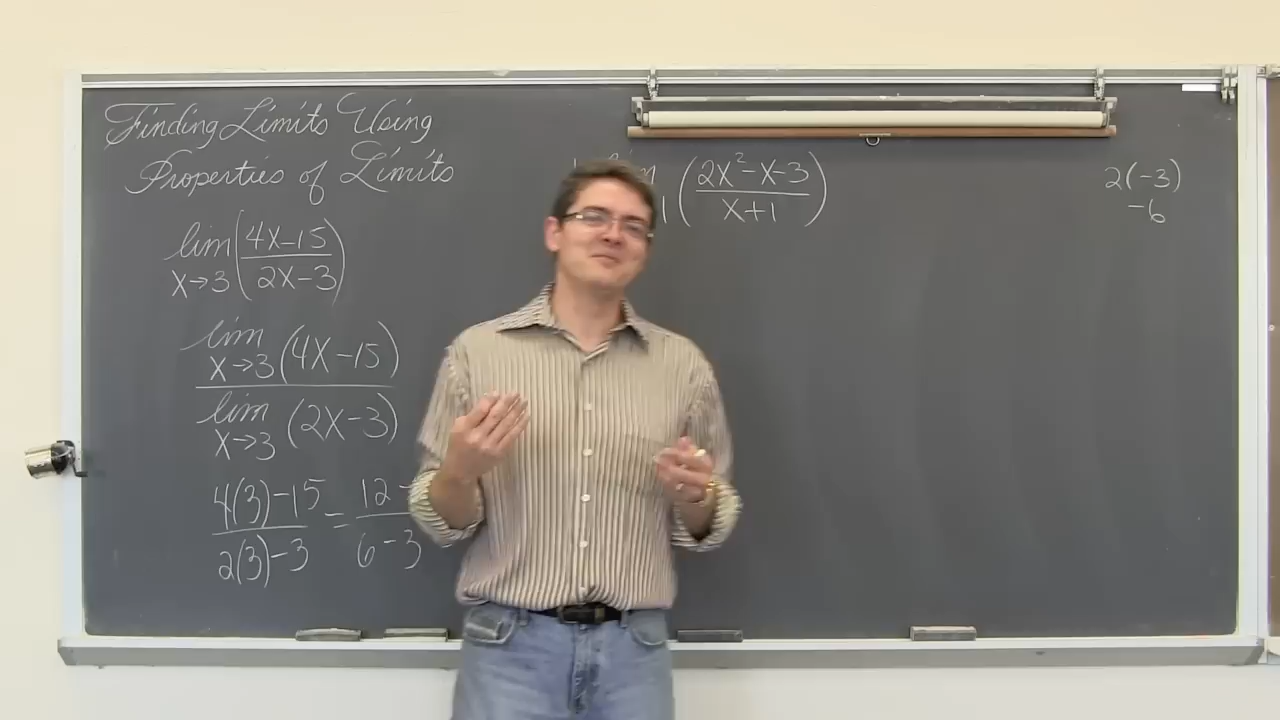 Finding Limits Using
Properties of Limits
lim (4x-15)
x→3 (2x-3)
lim
x→3 (4x-15)
lim
x→3 (2x-3)
4(3)-15 = 12
2(3)-3 6-3
(2x²-x-3)
1 (x+1)
2(-3)
-6